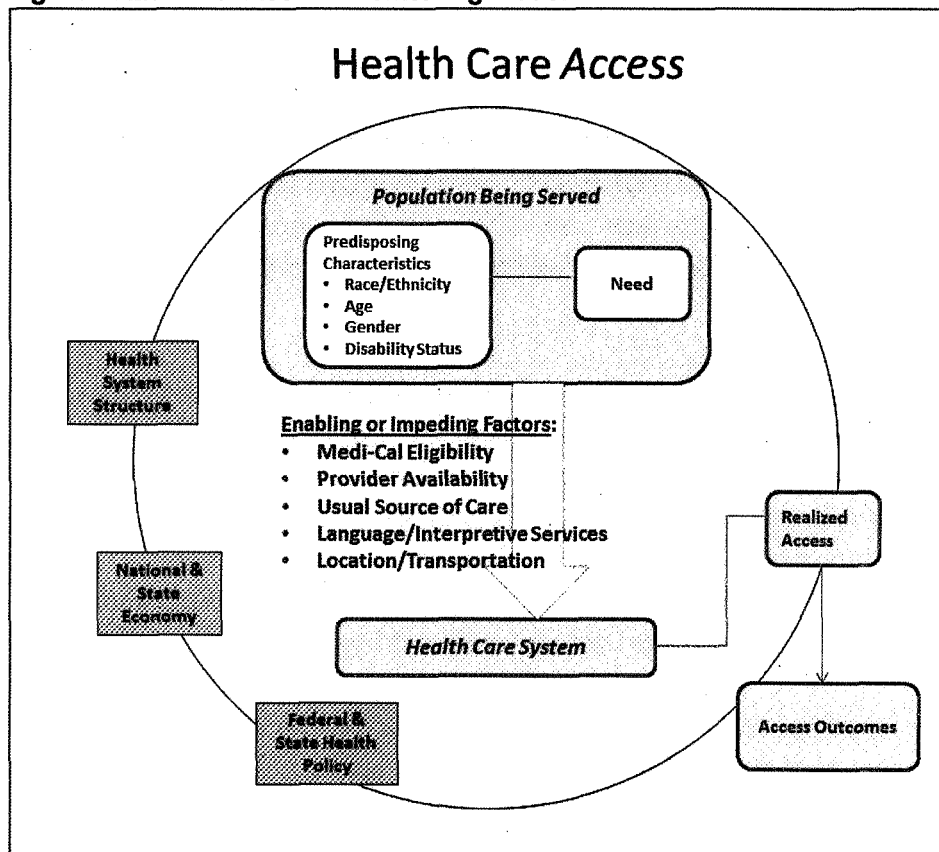 Health Care Access
Population Being Served
Predisposing
Characteristics
• Race/Ethnicity
• Age
• Gender
• Disability Status
Need
Health
System
Structure
Enabling or Impeding Factors:
• Medi-Cal Eligibility
• Provider Availability
• Usual Source of Care
• Language/Interpretive Services
• Location/Transportation
Realized
Access
National &
State
Economy
Health Care System
Federal &
State Health
Policy
Access Outcomes